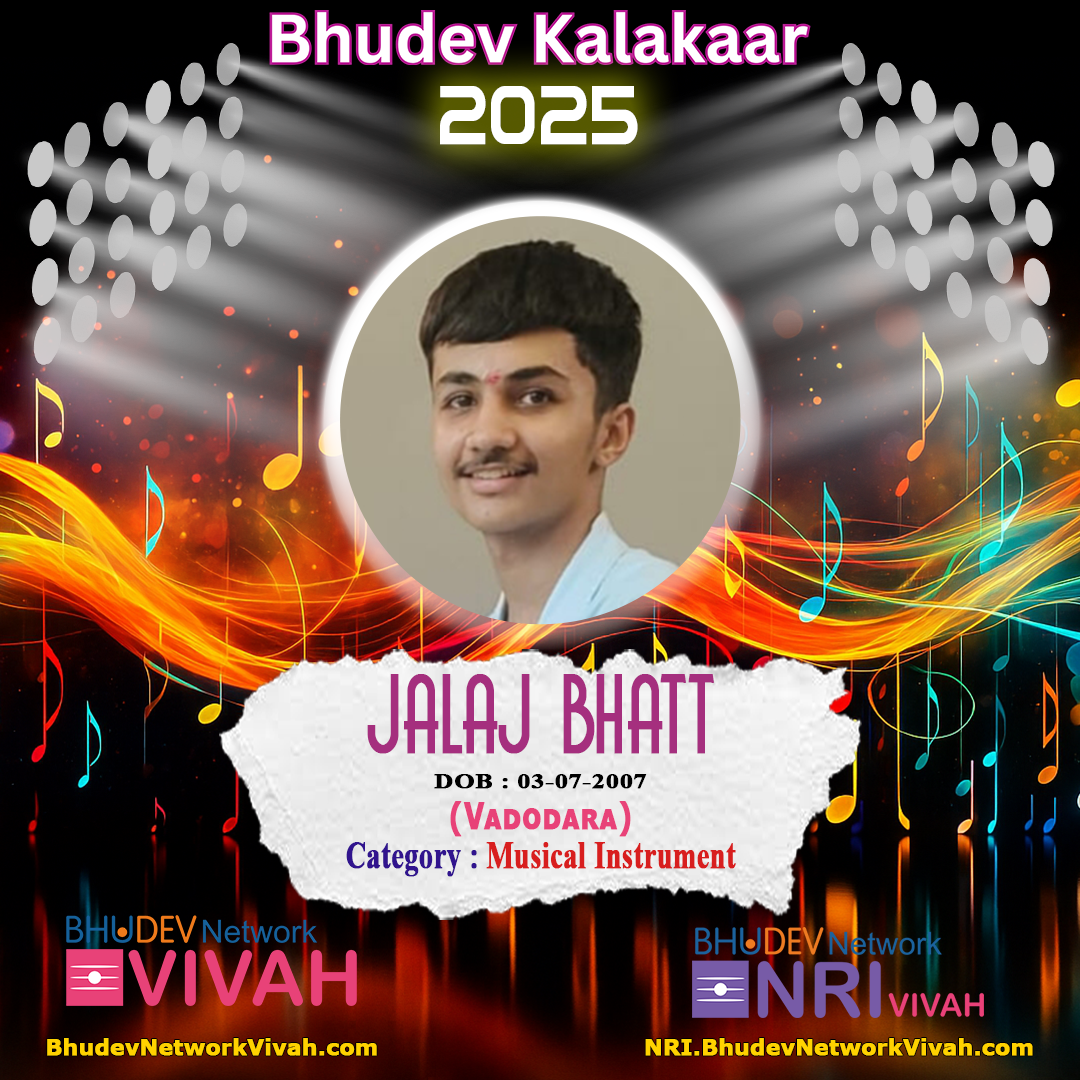 Bhudev Kalakaar
2025
JALAJ BHATT
DOB : 03-07-2007
(VADODARA)
Category : Musical Instrument
BHUDEV Network
VIVAH
BhudevNetworkVivah.com
BHUDEV Network
NRI VIVAH
NRI.BhudevNetworkVivah.com